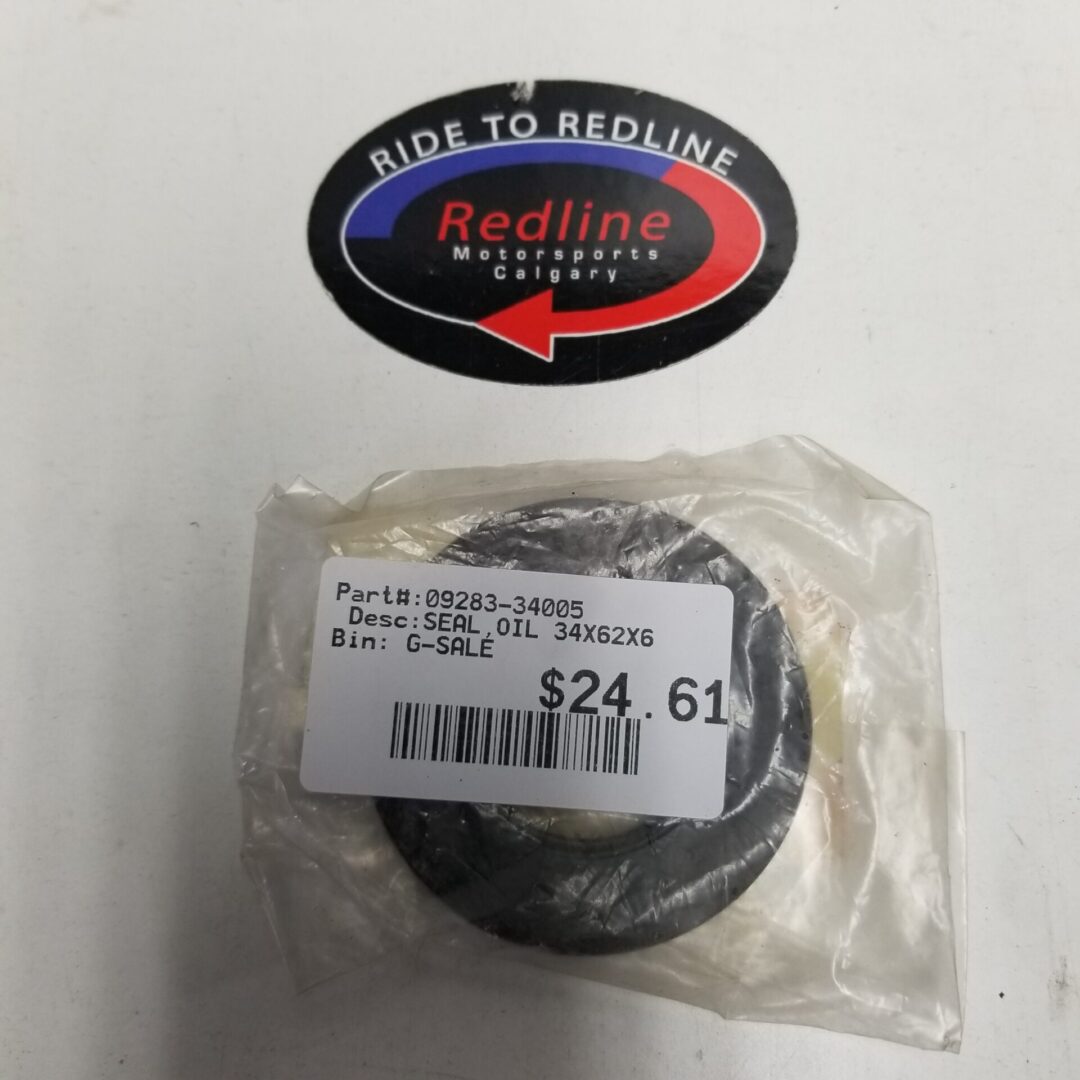 RIDE TO REDLINE
Redline
Motorsports
Calgary
Part#:09283-34005
Desc:SEAL,OIL 34X62X6
Bin: G-SALE
$24.61